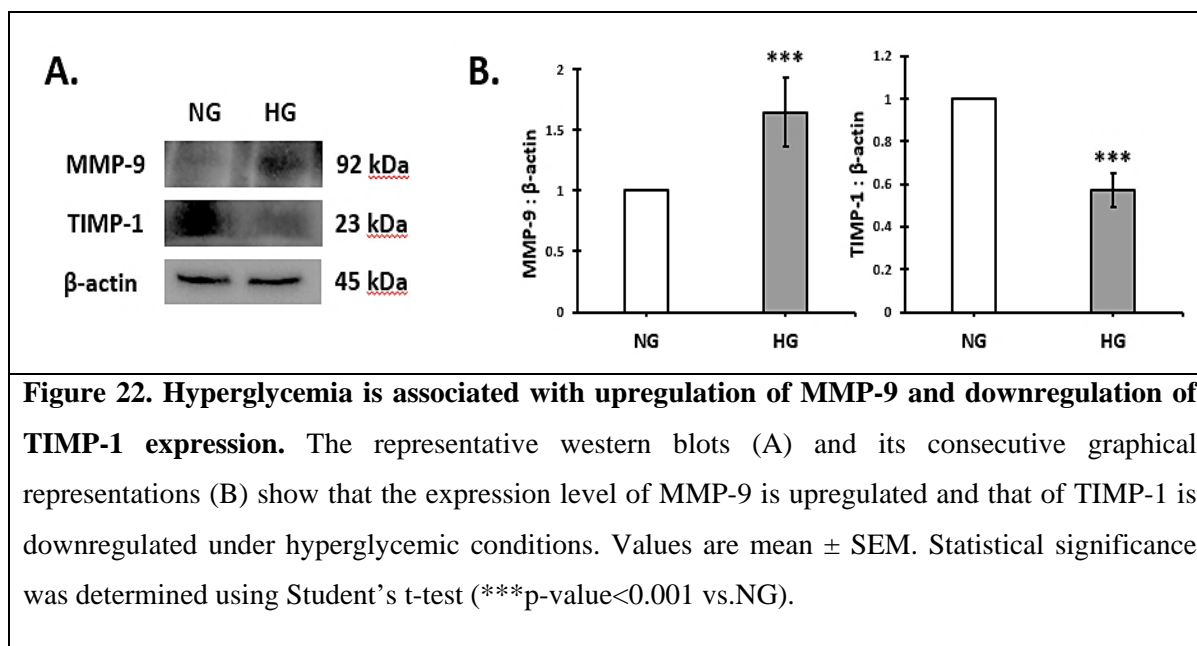 A.
NG HG
MMP-9 92 kDa
TIMP-1 23 kDa
β-actin 45 kDa
B.
MMP-9 : β-actin
2
1.5
1
0.5
0
***
NG HG
TIMP-1 : β-actin
1.2
1
0.8
0.6
0.4
0.2
0
***
NG HG
Figure 22. Hyperglycemia is associated with upregulation of MMP-9 and downregulation of
TIMP-1 expression. The representative western blots (A) and its consecutive graphical
representations (B) show that the expression level of MMP-9 is upregulated and that of TIMP-1 is
downregulated under hyperglycemic conditions. Values are mean ± SEM. Statistical significance
was determined using Student’s t-test (***p-value<0.001 vs.NG).